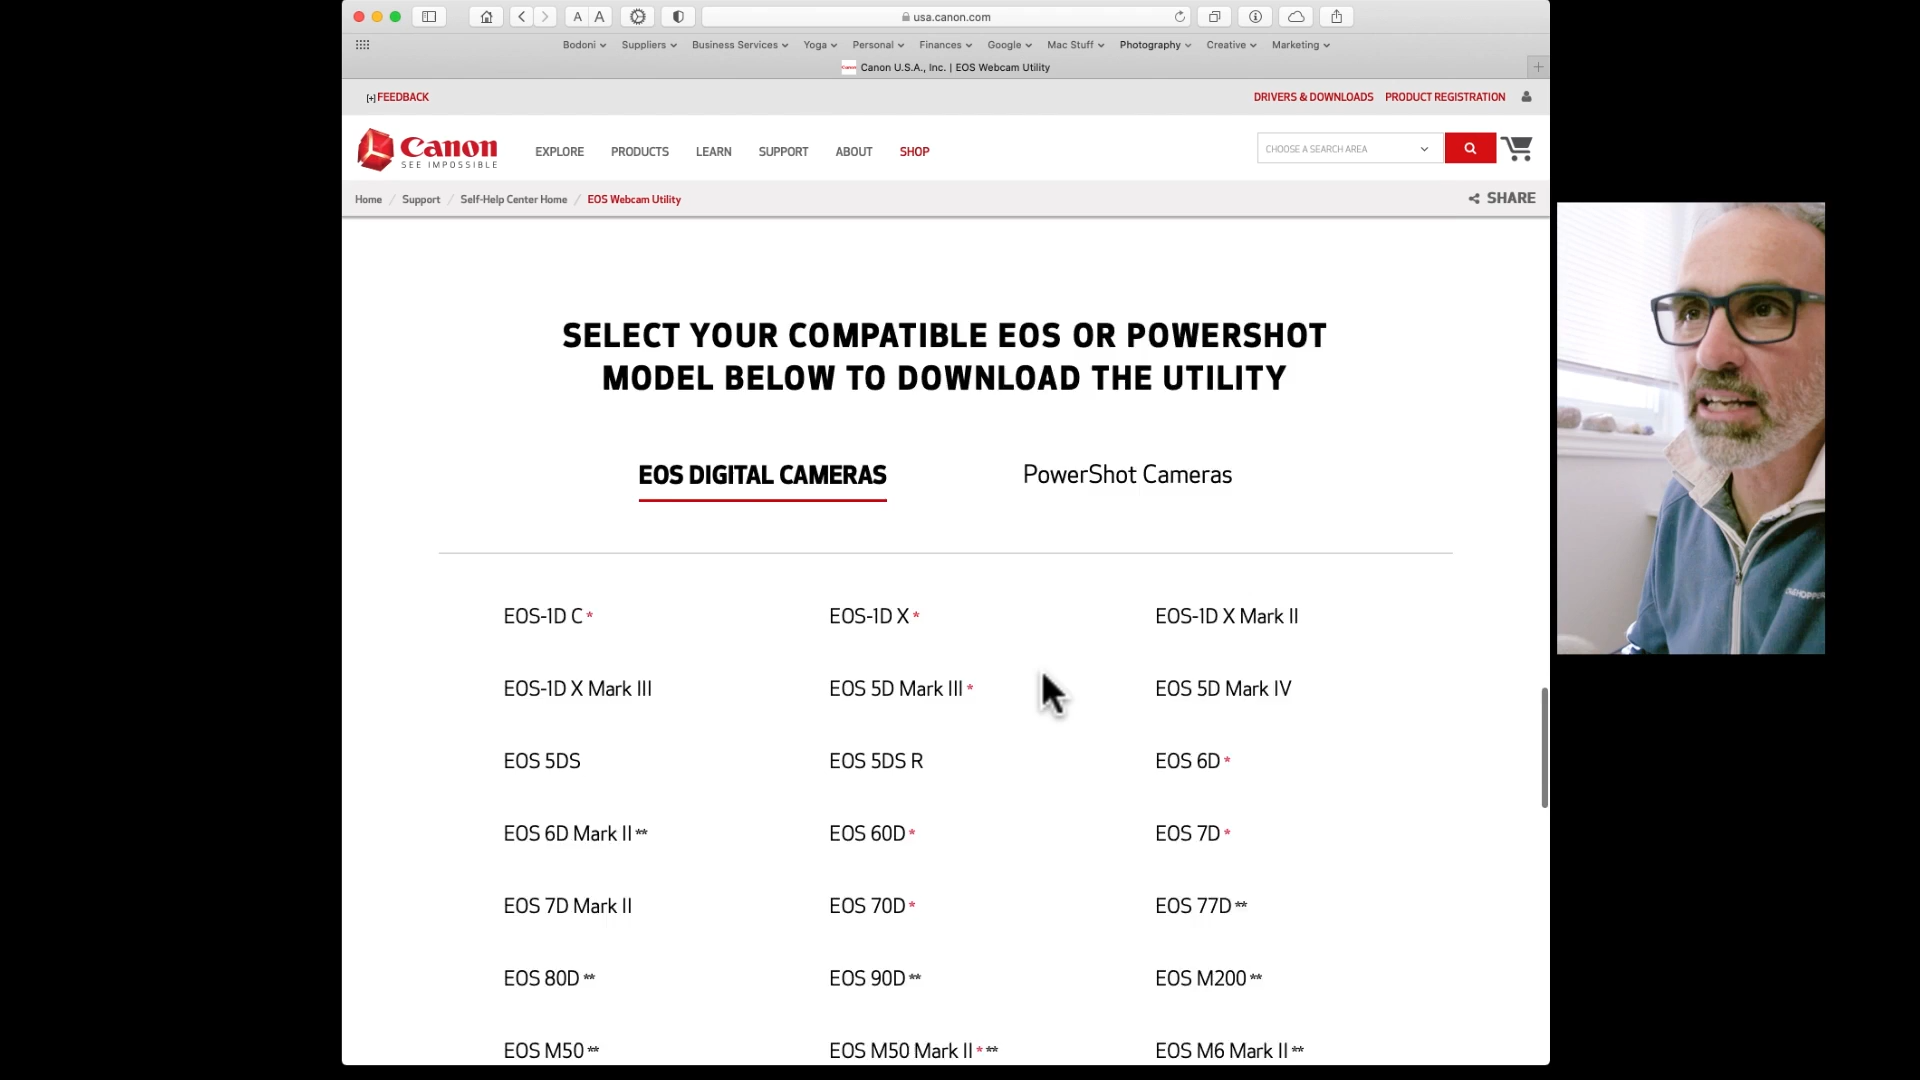 A A
usa.canon.com
Bodoni Suppliers Business Services Yoga Personal Finances Google Mac Stuff Photography Creative Marketing
Canon U.S.A., Inc. | EOS Webcam Utility
[+] FEEDBACK
DRIVERS & DOWNLOADS PRODUCT REGISTRATION
Canon
SEE IMPOSSIBLE
EXPLORE PRODUCTS LEARN SUPPORT ABOUT SHOP
CHOOSE A SEARCH AREA
Home / Support / Self-Help Center Home / EOS Webcam Utility
SHARE
SELECT YOUR COMPATIBLE EOS OR POWERSHOT
MODEL BELOW TO DOWNLOAD THE UTILITY
EOS DIGITAL CAMERAS PowerShot Cameras
EOS-1D C * EOS-1D X * EOS-1D X Mark II
EOS-1D X Mark III EOS 5D Mark III * EOS 5D Mark IV
EOS 5DS EOS 5DS R EOS 6D *
EOS 6D Mark II ** EOS 60D * EOS 7D *
EOS 7D Mark II EOS 70D * EOS 77D **
EOS 80D ** EOS 90D ** EOS M200 **
EOS M50 ** EOS M50 Mark II * ** EOS M6 Mark II **